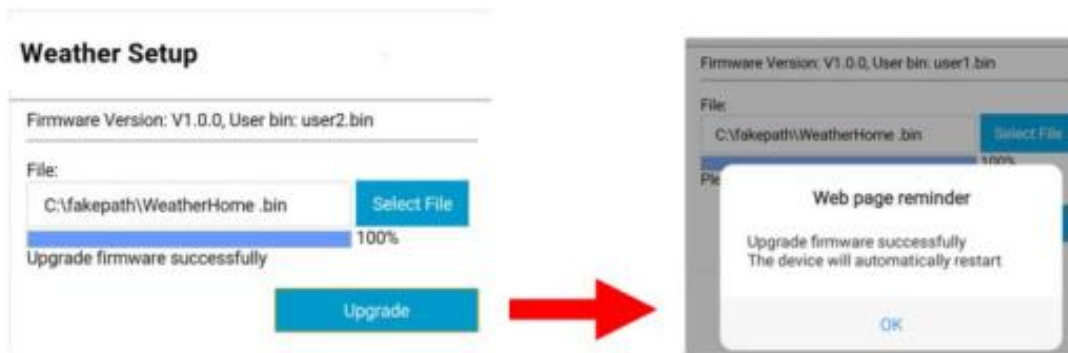 Weather Setup
Firmware Version: V1.0.0, User bin: user2.bin
File:
C:\fakepath\WeatherHome .bin
Select File
100%
Upgrade firmware successfully
Upgrade
Firmware Version: V1.0.0, User bin: user1.bin
File:
C:\fakepath\WeatherHome .bin
Select File
100%
Ple
Web page reminder
Upgrade firmware successfully
The device will automatically restart
OK